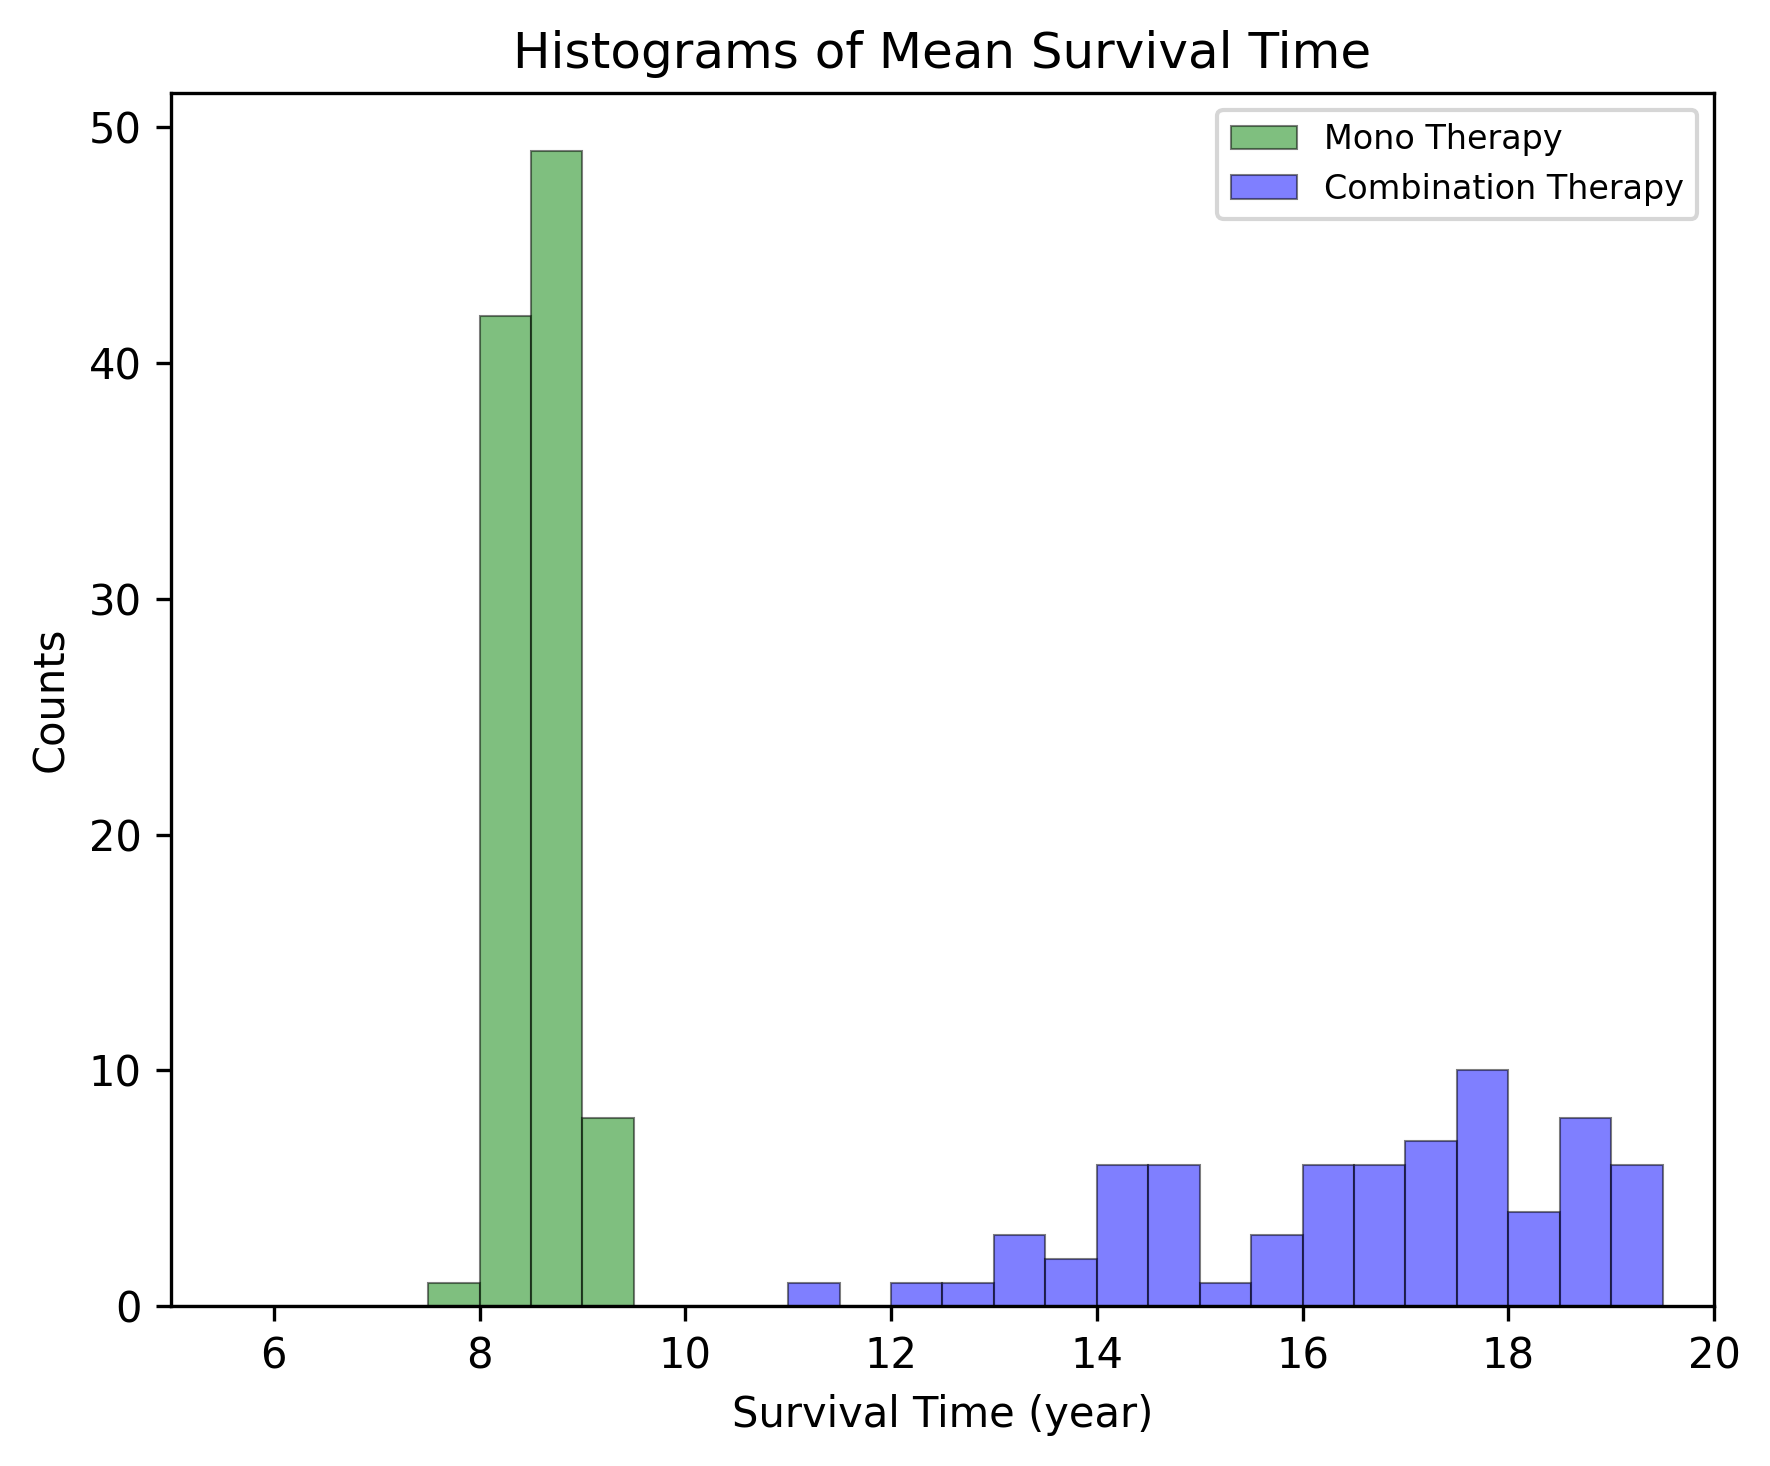 Histograms of Mean Survival Time
Mono Therapy
Combination Therapy
50
40
30
20
10
0
Counts
6 8 10 12 14 16 18 20
Survival Time (year)